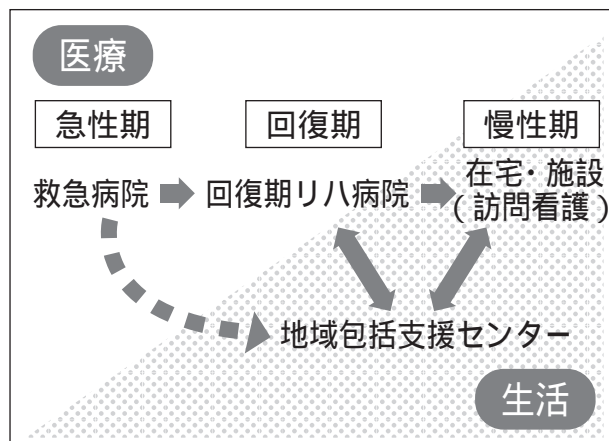 医療
急性期
回復期
慢性期
救急病院
回復期リハ病院
在宅・施設
(訪問看護)
地域包括支援センター
生活